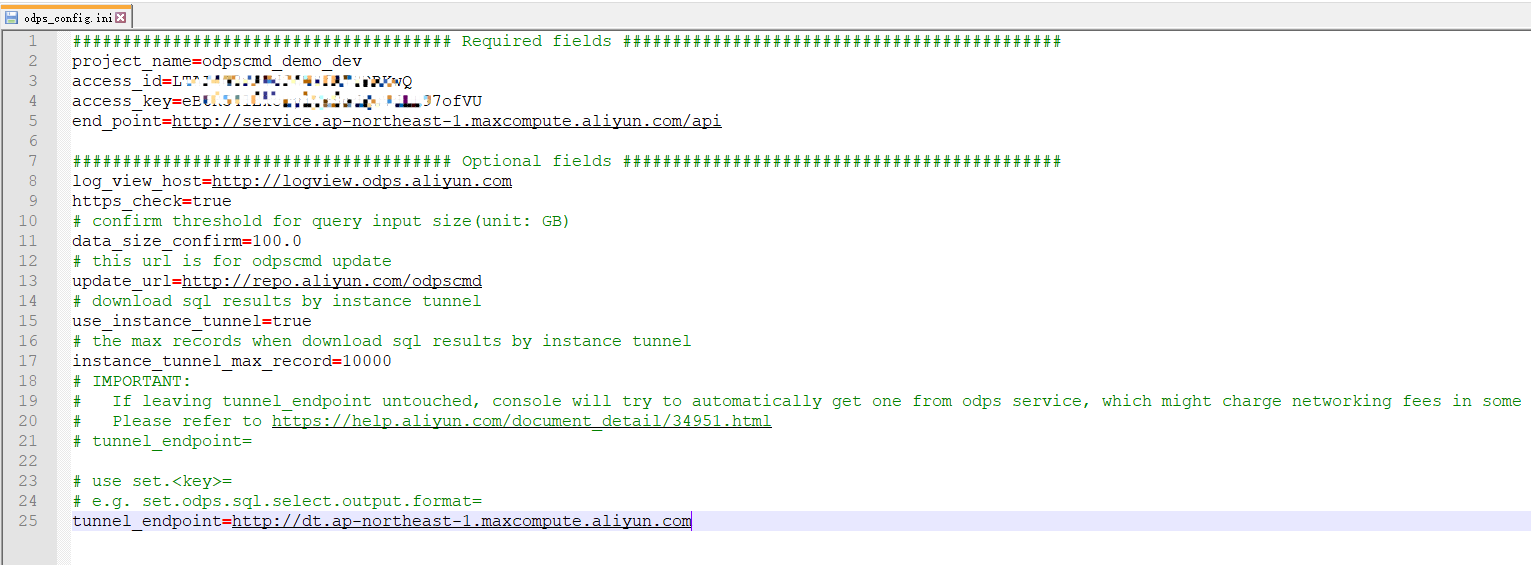 odps_config.ini
1 ###################################### Required fields ############################################
2 project_name=odpscmd_demo_dev
3 access_id=
4 access_key=
5 end_point=http://service.ap-northeast-1.maxcompute.aliyun.com/api
6
7 ###################################### Optional fields ############################################
8 log_view_host=http://logview.odps.aliyun.com
9 https_check=true
10 # confirm threshold for query input size(unit: GB)
11 data_size_confirm=100.0
12 # this url is for odpscmd update
13 update_url=http://repo.aliyun.com/odpscmd
14 # download sql results by instance tunnel
15 use_instance_tunnel=true
16 # the max records when download sql results by instance tunnel
17 instance_tunnel_max_record=10000
18 # IMPORTANT:
19 #   If leaving tunnel_endpoint untouched, console will try to automatically get one from odps service, which might charge networking fees in some
20 #   Please refer to https://help.aliyun.com/document_detail/34951.html
21 # tunnel_endpoint=
22
23 # use set.<key>=
24 # e.g. set.odps.sql.select.output.format=
25 tunnel_endpoint=http://dt.ap-northeast-1.maxcompute.aliyun.com